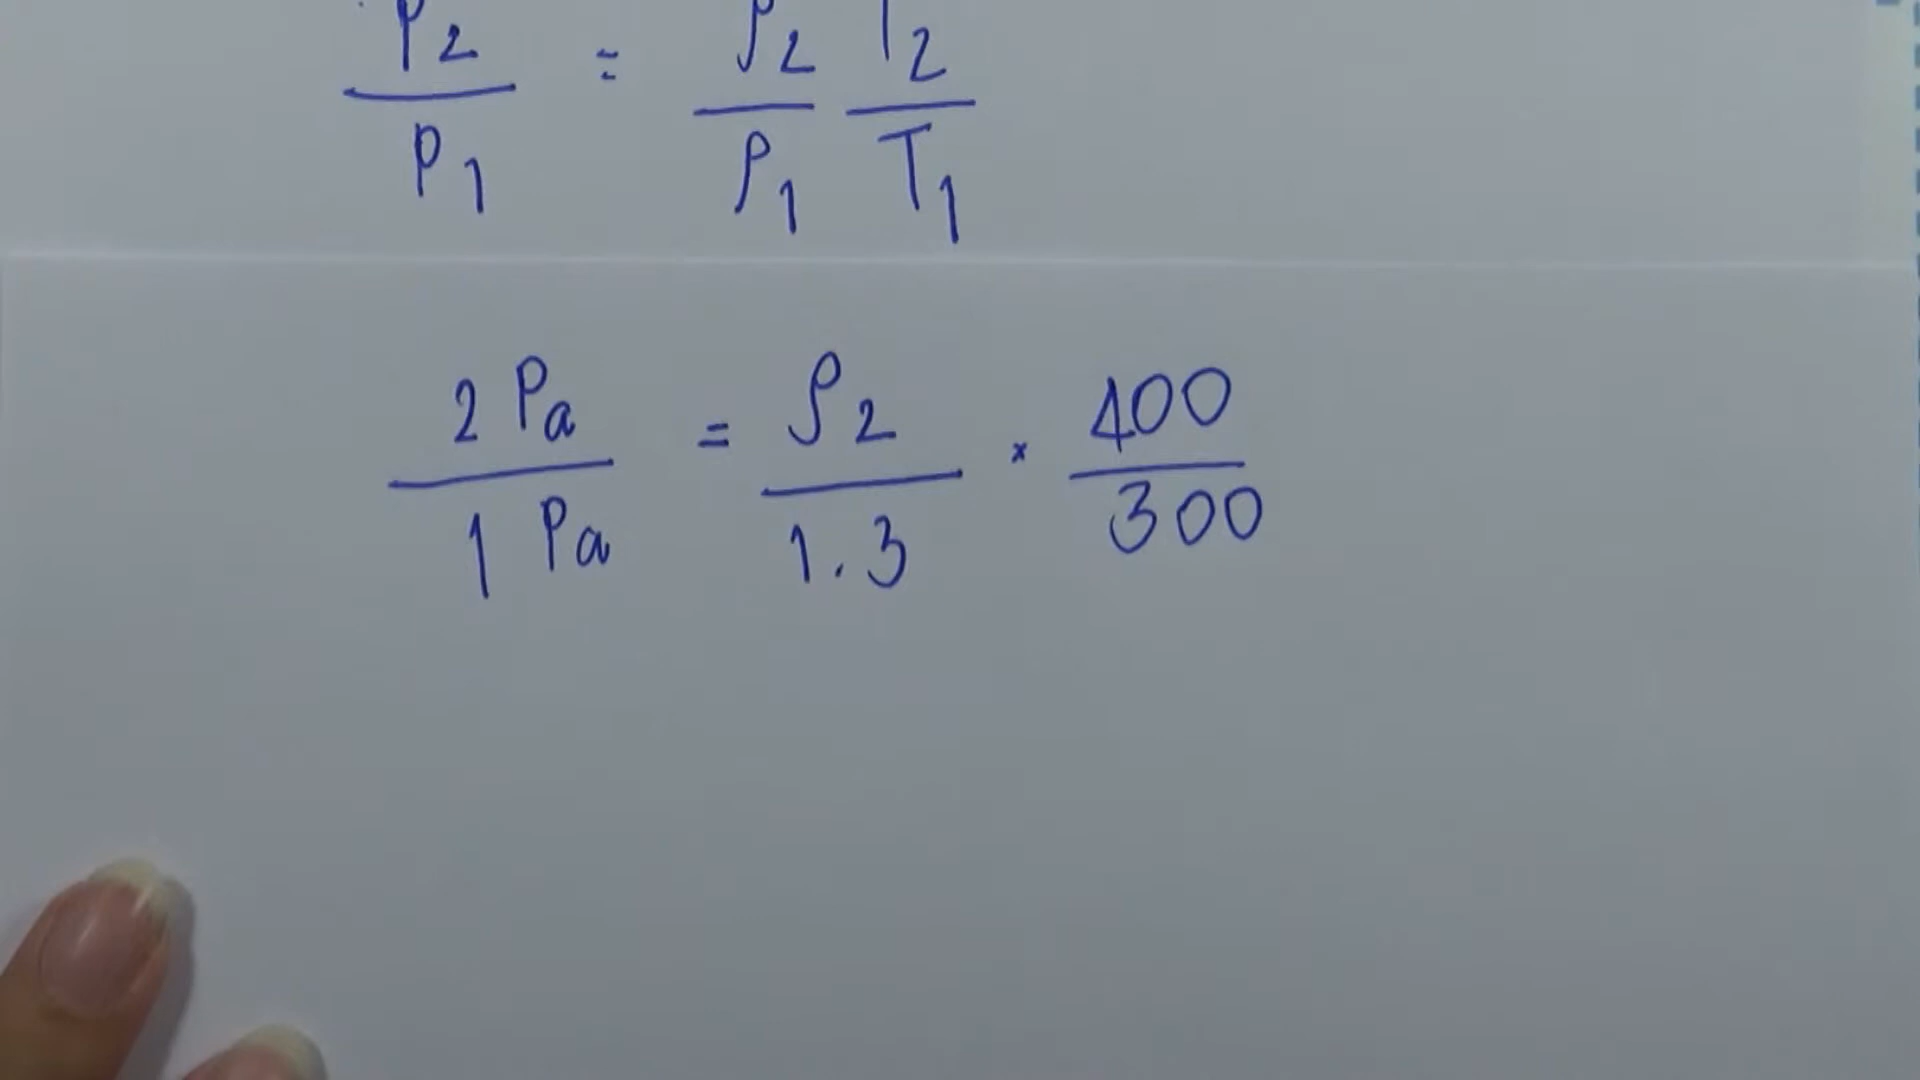 P2 / P1 = ρ2 / ρ1 T2 / T1
2 Pa / 1 Pa = ρ2 / 1.3 × 400 / 300